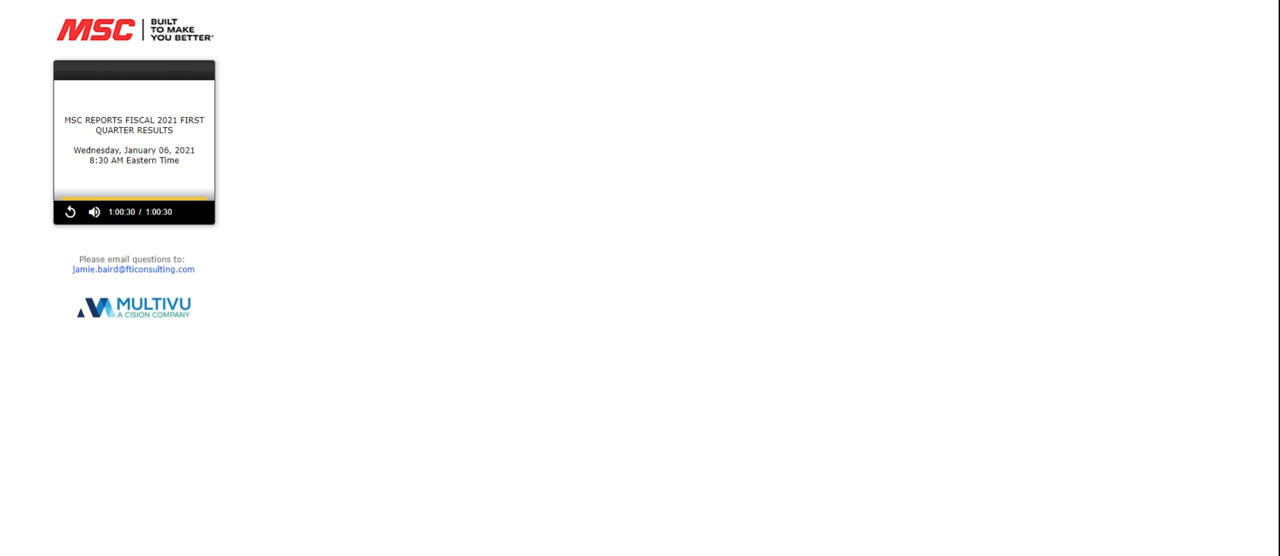 MSC
BUILT
TO MAKE
YOU BETTER
MSC REPORTS FISCAL 2021 FIRST
QUARTER RESULTS
Wednesday, January 06, 2021
8:30 AM Eastern Time
1:00:30 / 1:00:30
Please email questions to:
jamie.baird@fticonsulting.com
MULTIVU
A CISION COMPANY